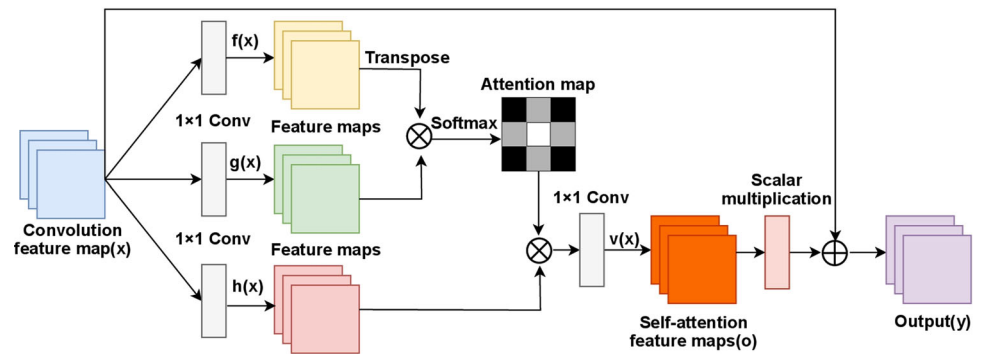 f(x)
Transpose
Attention map
1×1 Conv
Feature maps
Softmax
g(x)
1×1 Conv
Scalar
multiplication
Convolution
feature map(x)
1×1 Conv
Feature maps
v(x)
h(x)
Self-attention
feature maps(o)
Output(y)